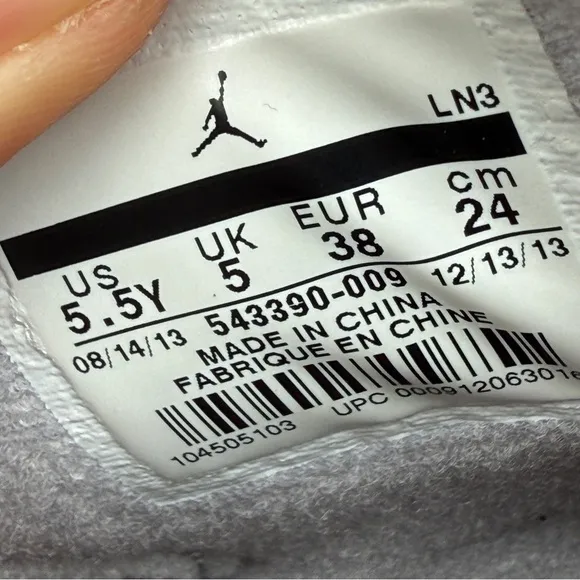 LN3
US UK EUR cm
5.5Y 5 38 24
08/14/13 543390-009 12/13/13
MADE IN CHINA
FABRIQUE EN CHINE
104505103 UPC 00091206301